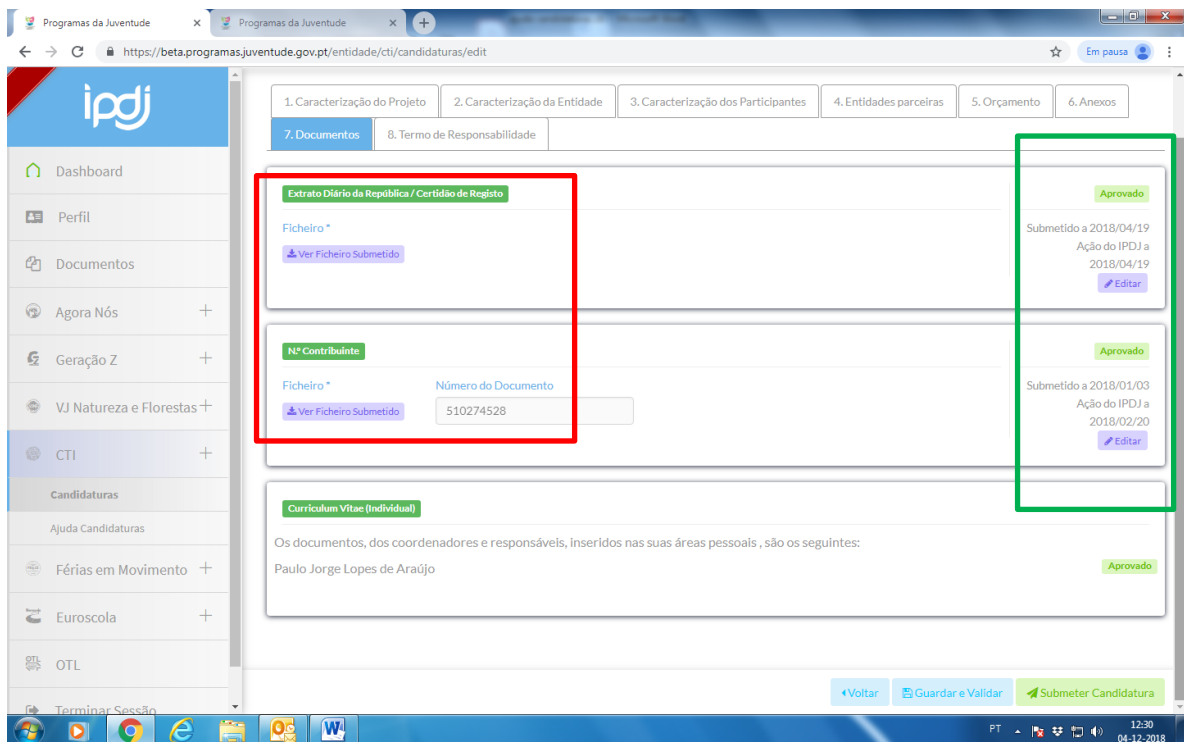 Programas da Juventude
Programas da Juventude
https://beta.programas.juventude.gov.pt/entidade/cti/candidaturas/edit
Em pausa
ipdj
Dashboard
Perfil
Documentos
Agora Nós
Geração Z
VJ Natureza e Florestas
CTI
Candidaturas
Ajuda Candidaturas
Férias em Movimento
Euroscola
OTL
Terminar Sessão
1. Caracterização do Projeto
2. Caracterização da Entidade
3. Caracterização dos Participantes
4. Entidades parceiras
5. Orçamento
6. Anexos
7. Documentos
8. Termo de Responsabilidade
Extrato Diário da República / Certidão de Registo
Aprovado
Ficheiro *
Ver Ficheiro Submetido
Submetido a 2018/04/19
Ação do IPDJ a
2018/04/19
Editar
N.º Contribuinte
Aprovado
Ficheiro *
Número do Documento
Ver Ficheiro Submetido
510274528
Submetido a 2018/01/03
Ação do IPDJ a
2018/02/20
Editar
Curriculum Vitae (Individual)
Os documentos, dos coordenadores e responsáveis, inseridos nas suas áreas pessoais , são os seguintes:
Paulo Jorge Lopes de Araújo
Aprovado
Voltar
Guardar e Validar
Submeter Candidatura
PT
12:30
04-12-2018